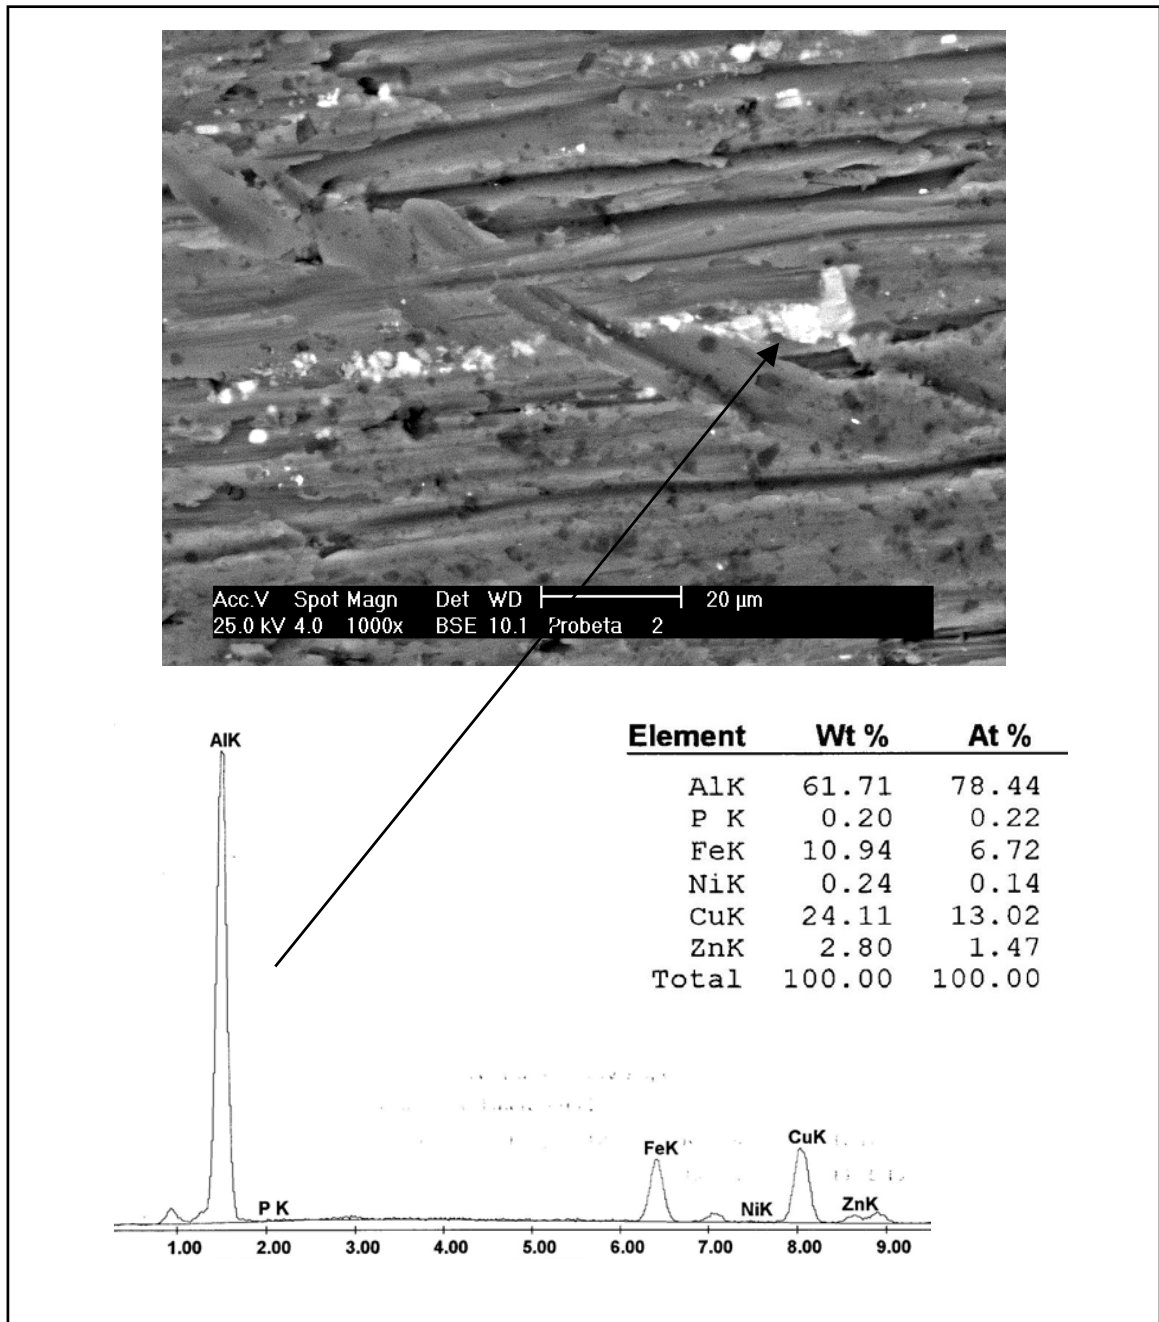 Acc.V Spot Magn Det WD 20 µm
25.0 kV 4.0 1000x BSE 10.1 Probeta 2
Element Wt % At %
AlK 61.71 78.44
P K 0.20 0.22
FeK 10.94 6.72
NiK 0.24 0.14
CuK 24.11 13.02
ZnK 2.80 1.47
Total 100.00 100.00
AlK
P K
FeK
NiK
CuK
ZnK
1.00 2.00 3.00 4.00 5.00 6.00 7.00 8.00 9.00